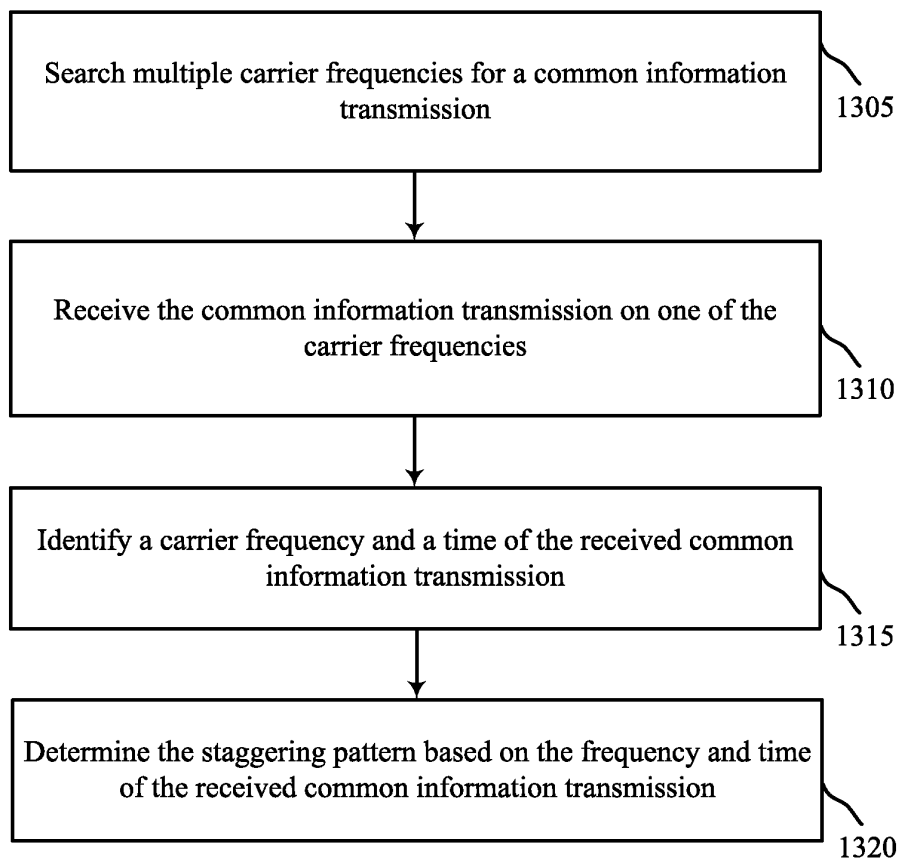 Search multiple carrier frequencies for a common information
transmission
1305
Receive the common information transmission on one of the
carrier frequencies
1310
Identify a carrier frequency and a time of the received common
information transmission
1315
Determine the staggering pattern based on the frequency and time
of the received common information transmission
1320